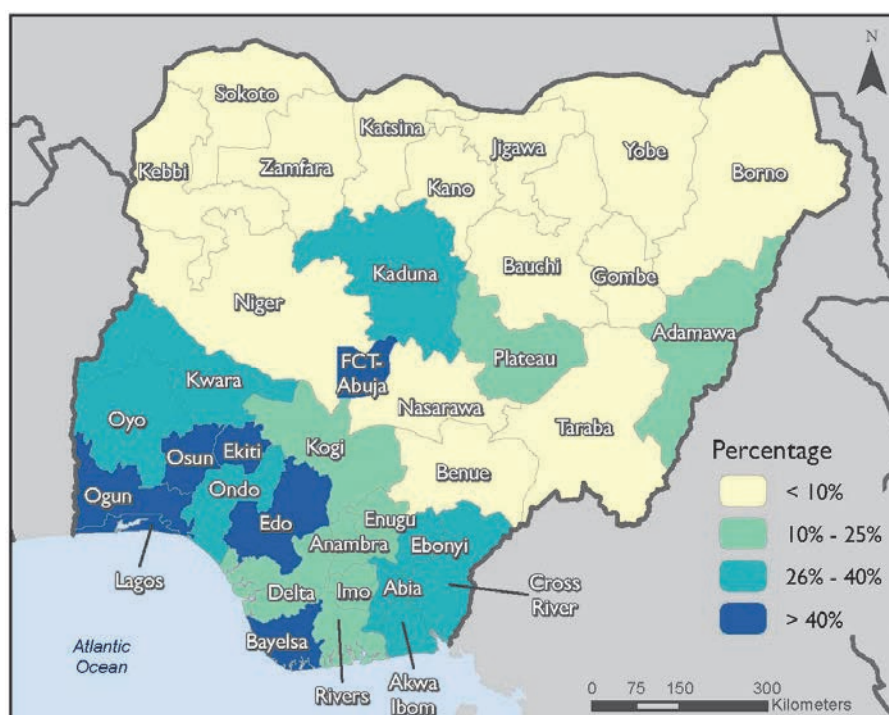 N
Sokoto
Katsina
Jigawa
Yobe
Borno
Kebbi
Zamfara
Kano
Kaduna
Bauchi
Gombe
Niger
Adamawa
Plateau
FCT-
Abuja
Kwara
Nasarawa
Taraba
Oyo
Kogi
Benue
Osun
Ekiti
Ogun
Ondo
Edo
Enugu
Anambra
Ebonyi
Lagos
Delta
Imo
Abia
Cross
River
Bayelsa
Rivers
Akwa
Ibom
Atlantic
Ocean
Percentage
< 10%
10% - 25%
26% - 40%
> 40%
0 75 150 300
Kilometers